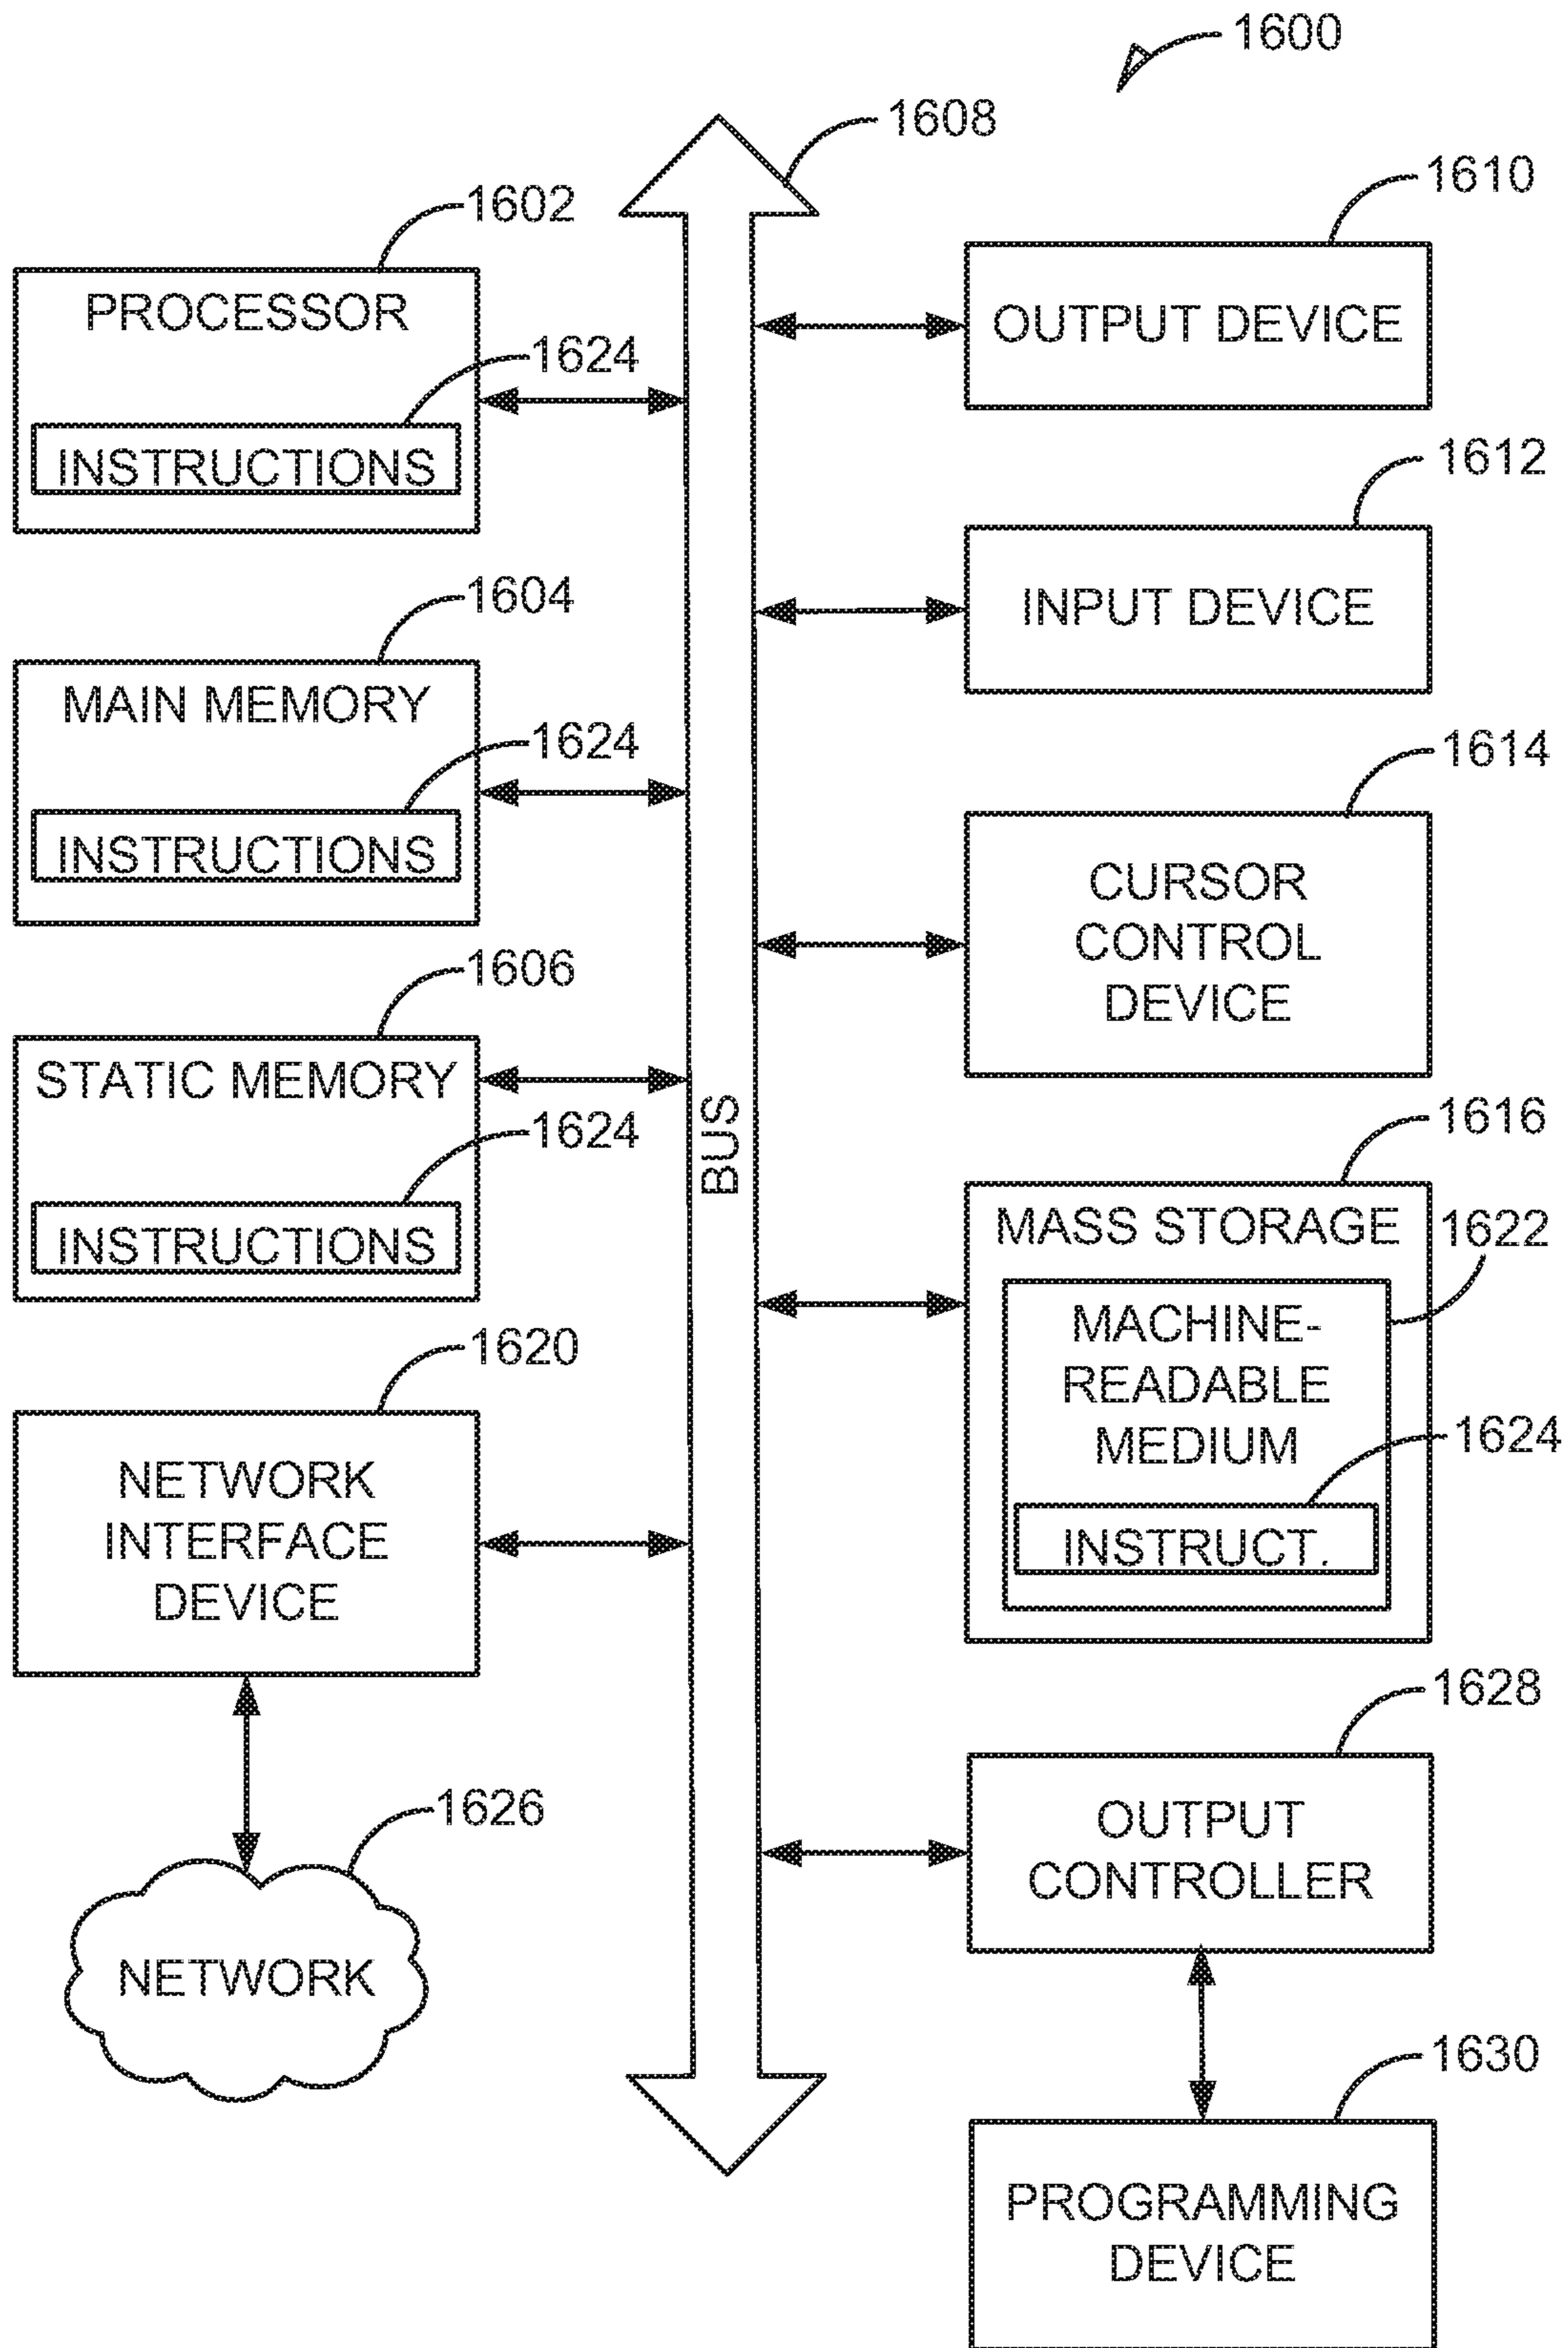 1600
1608
1602
PROCESSOR
1624
INSTRUCTIONS
1604
MAIN MEMORY
1624
INSTRUCTIONS
1606
STATIC MEMORY
1624
INSTRUCTIONS
1620
NETWORK
INTERFACE
DEVICE
1626
NETWORK
BUS
1610
OUTPUT DEVICE
1612
INPUT DEVICE
1614
CURSOR
CONTROL
DEVICE
1616
MASS STORAGE
1622
MACHINE-
READABLE
MEDIUM
1624
INSTRUCT.
1628
OUTPUT
CONTROLLER
1630
PROGRAMMING
DEVICE